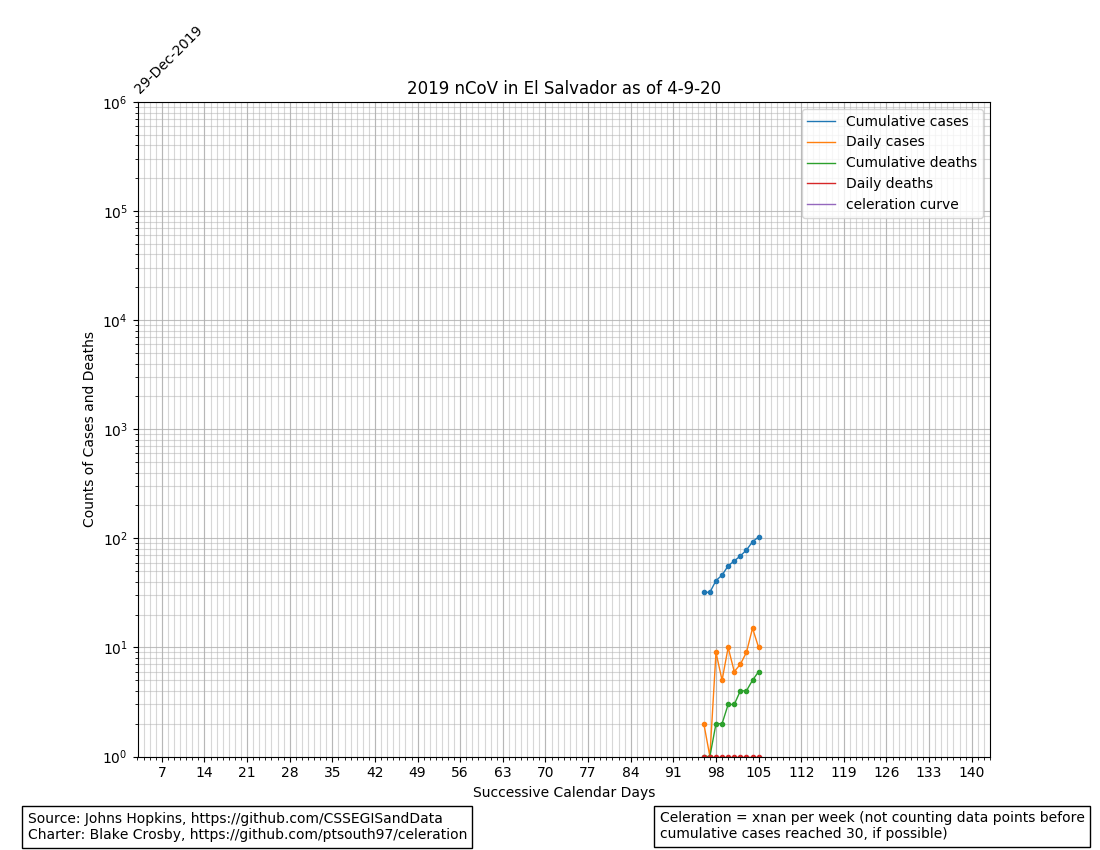 29-Dec-2019
2019 nCoV in El Salvador as of 4-9-20
Cumulative cases
Daily cases
Cumulative deaths
Daily deaths
celeration curve
Counts of Cases and Deaths
10^6
10^5
10^4
10^3
10^2
10^1
10^0
7 14 21 28 35 42 49 56 63 70 77 84 91 98 105 112 119 126 133 140
Successive Calendar Days
Source: Johns Hopkins, https://github.com/CSSEGISandData
Charter: Blake Crosby, https://github.com/ptsouth97/celeration
Celeration = xnan per week (not counting data points before
cumulative cases reached 30, if possible)